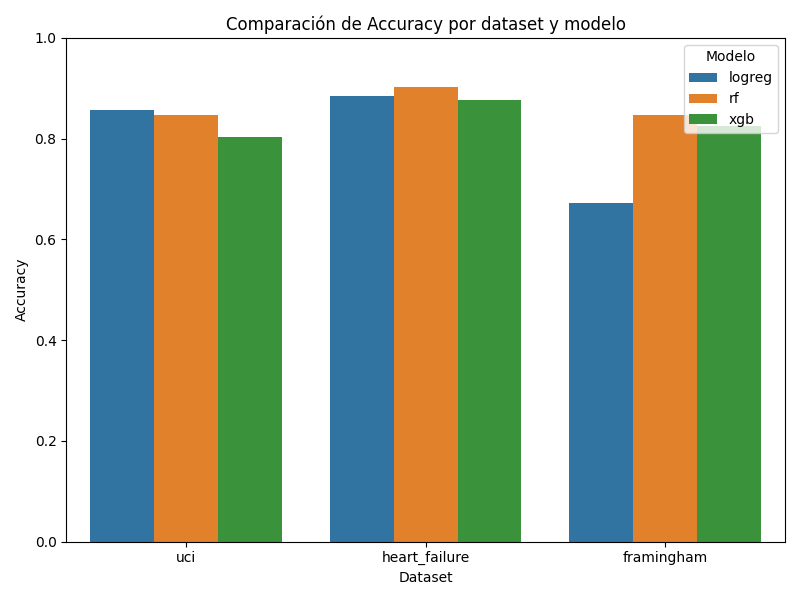 Comparación de Accuracy por dataset y modelo
1.0
0.8
0.6
0.4
0.2
0.0
Accuracy
Modelo
logreg
rf
xgb
uci
heart_failure
framingham
Dataset